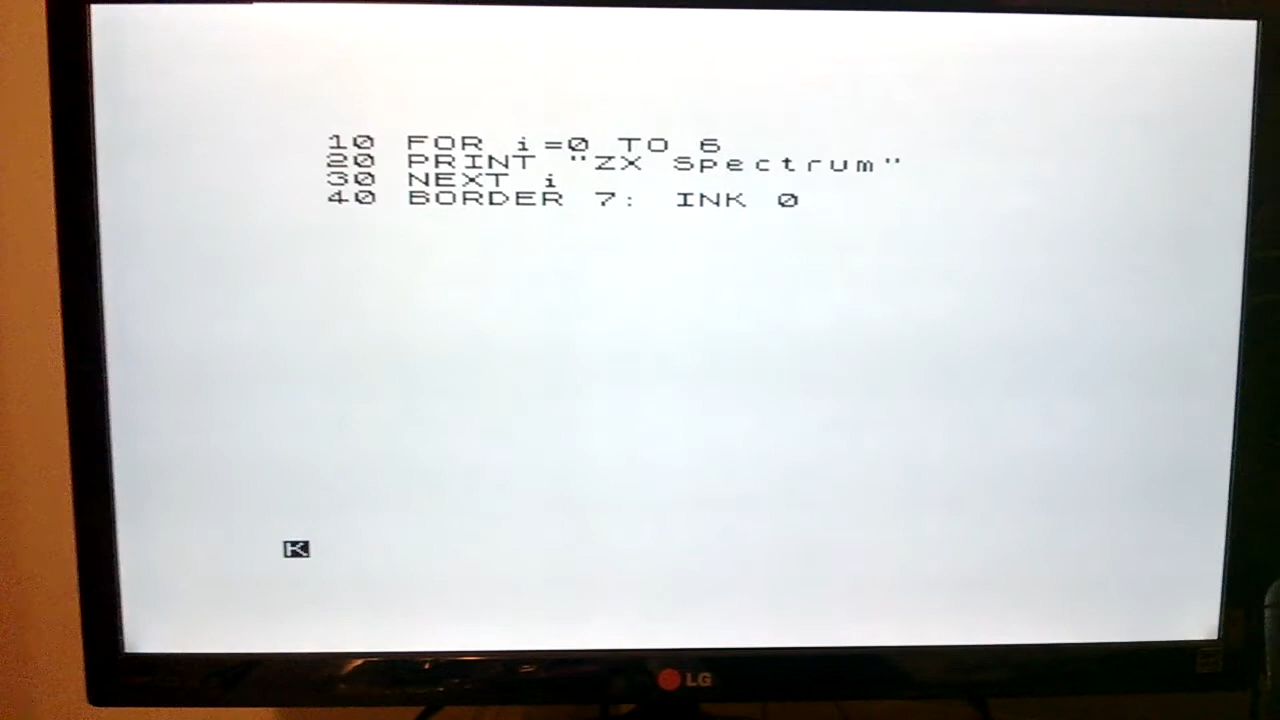 10 FOR i=0 TO 6
20 PRINT "ZX Spectrum"
30 NEXT i
40 BORDER 7: INK 0
K
LG